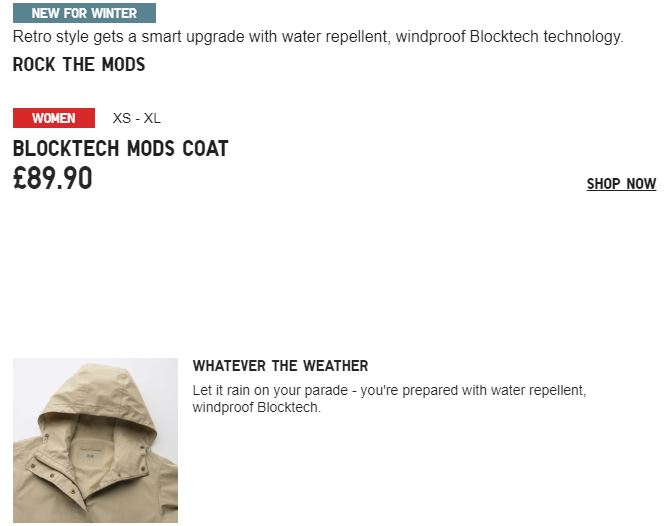 NEW FOR WINTER
Retro style gets a smart upgrade with water repellent, windproof Blocktech technology.
ROCK THE MODS
WOMEN XS - XL
BLOCKTECH MODS COAT
£89.90
SHOP NOW
WHATEVER THE WEATHER
Let it rain on your parade - you're prepared with water repellent,
windproof Blocktech.